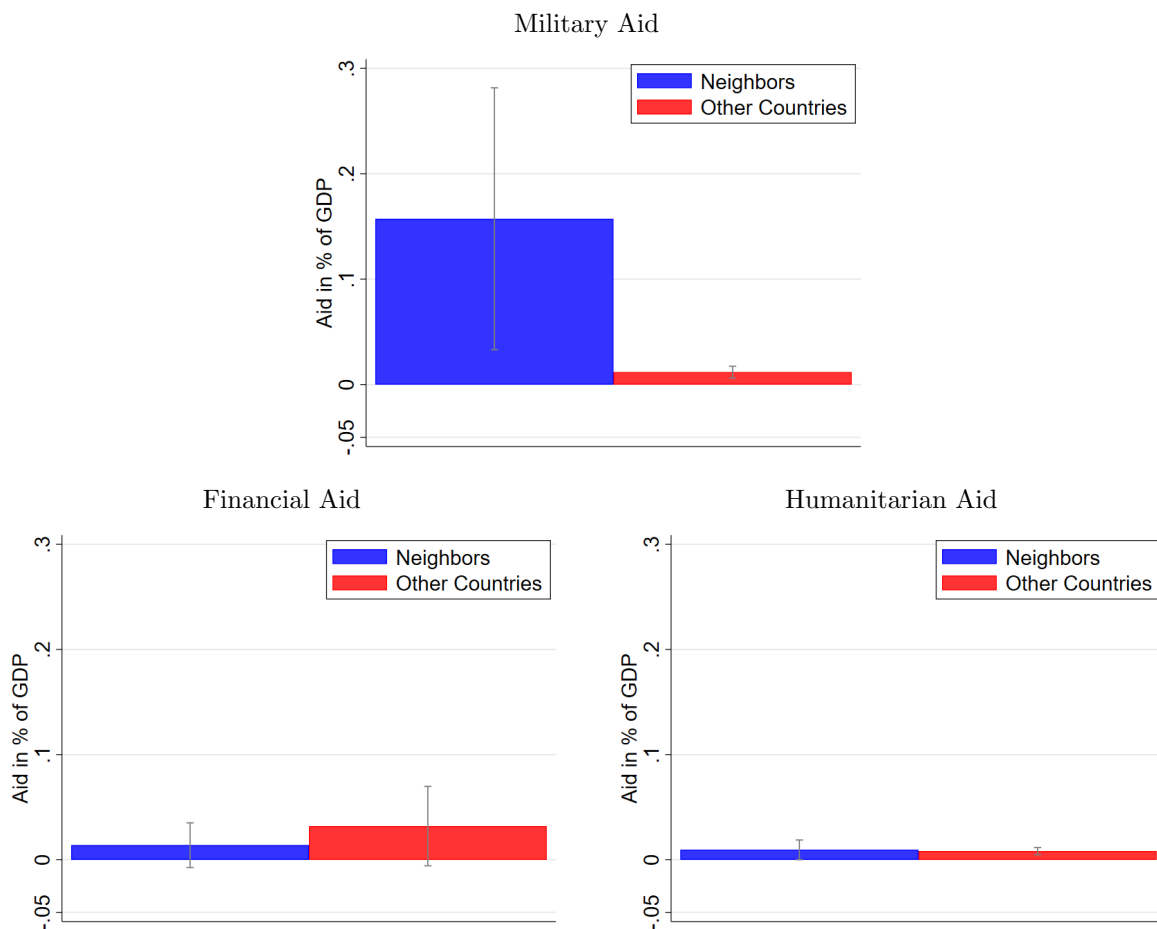 Military Aid
Neighbors
Other Countries
Aid in % of GDP
.3
.2
.1
0
-.05
Financial Aid
Neighbors
Other Countries
Aid in % of GDP
.3
.2
.1
0
-.05
Humanitarian Aid
Neighbors
Other Countries
Aid in % of GDP
.3
.2
.1
0
-.05